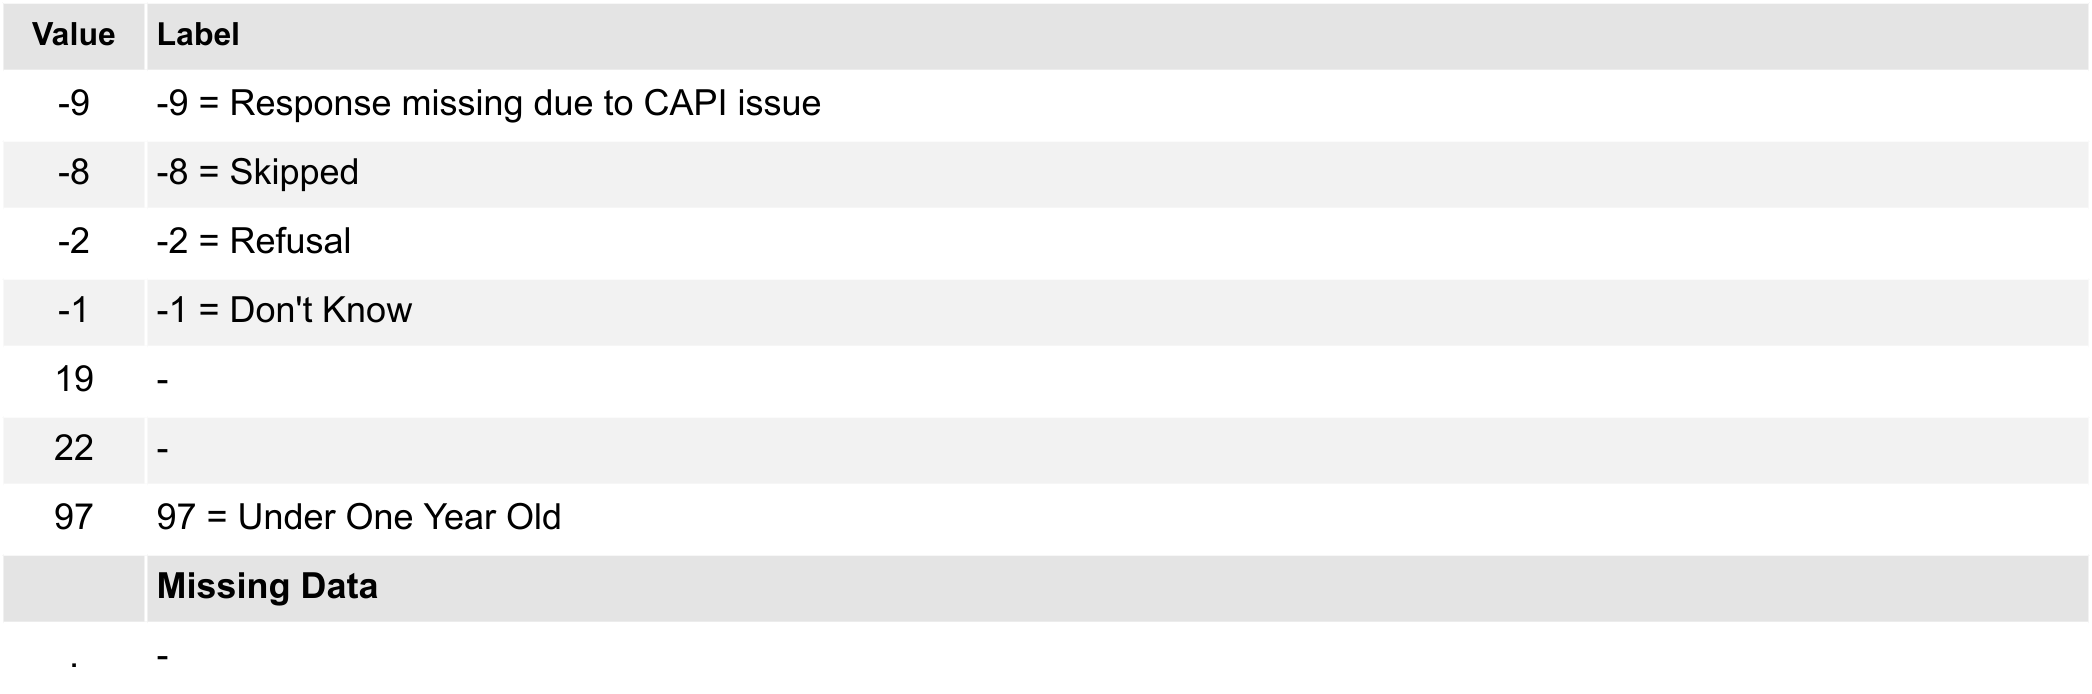 Value Label
-9 -9 = Response missing due to CAPI issue
-8 -8 = Skipped
-2 -2 = Refusal
-1 -1 = Don't Know
19 -
22 -
97 97 = Under One Year Old
Missing Data
. -